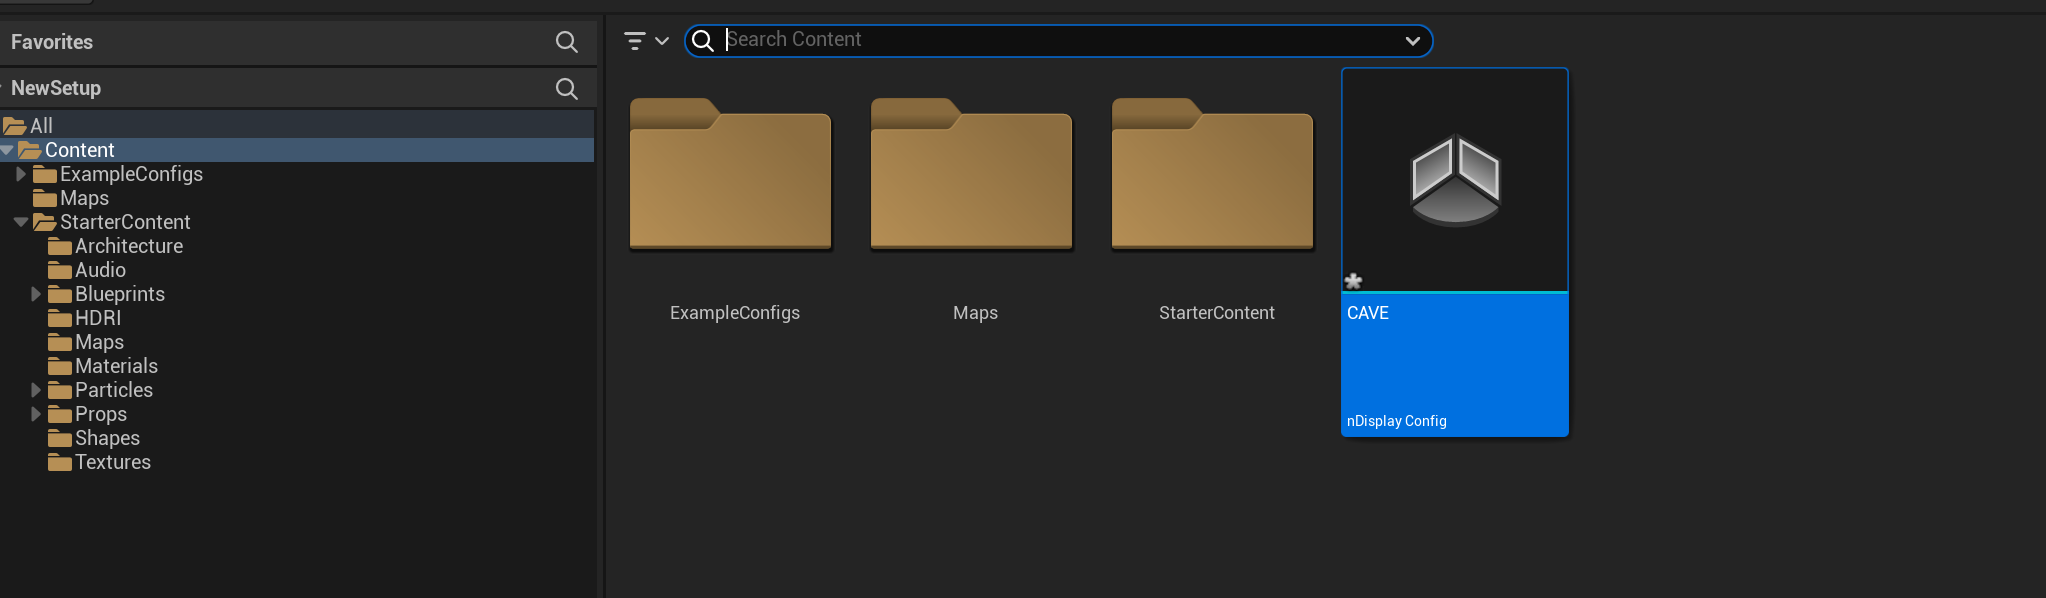 Favorites
NewSetup
All
Content
ExampleConfigs
Maps
StarterContent
Architecture
Audio
Blueprints
HDRI
Maps
Materials
Particles
Props
Shapes
Textures
Search Content
ExampleConfigs
Maps
StarterContent
CAVE
nDisplay Config